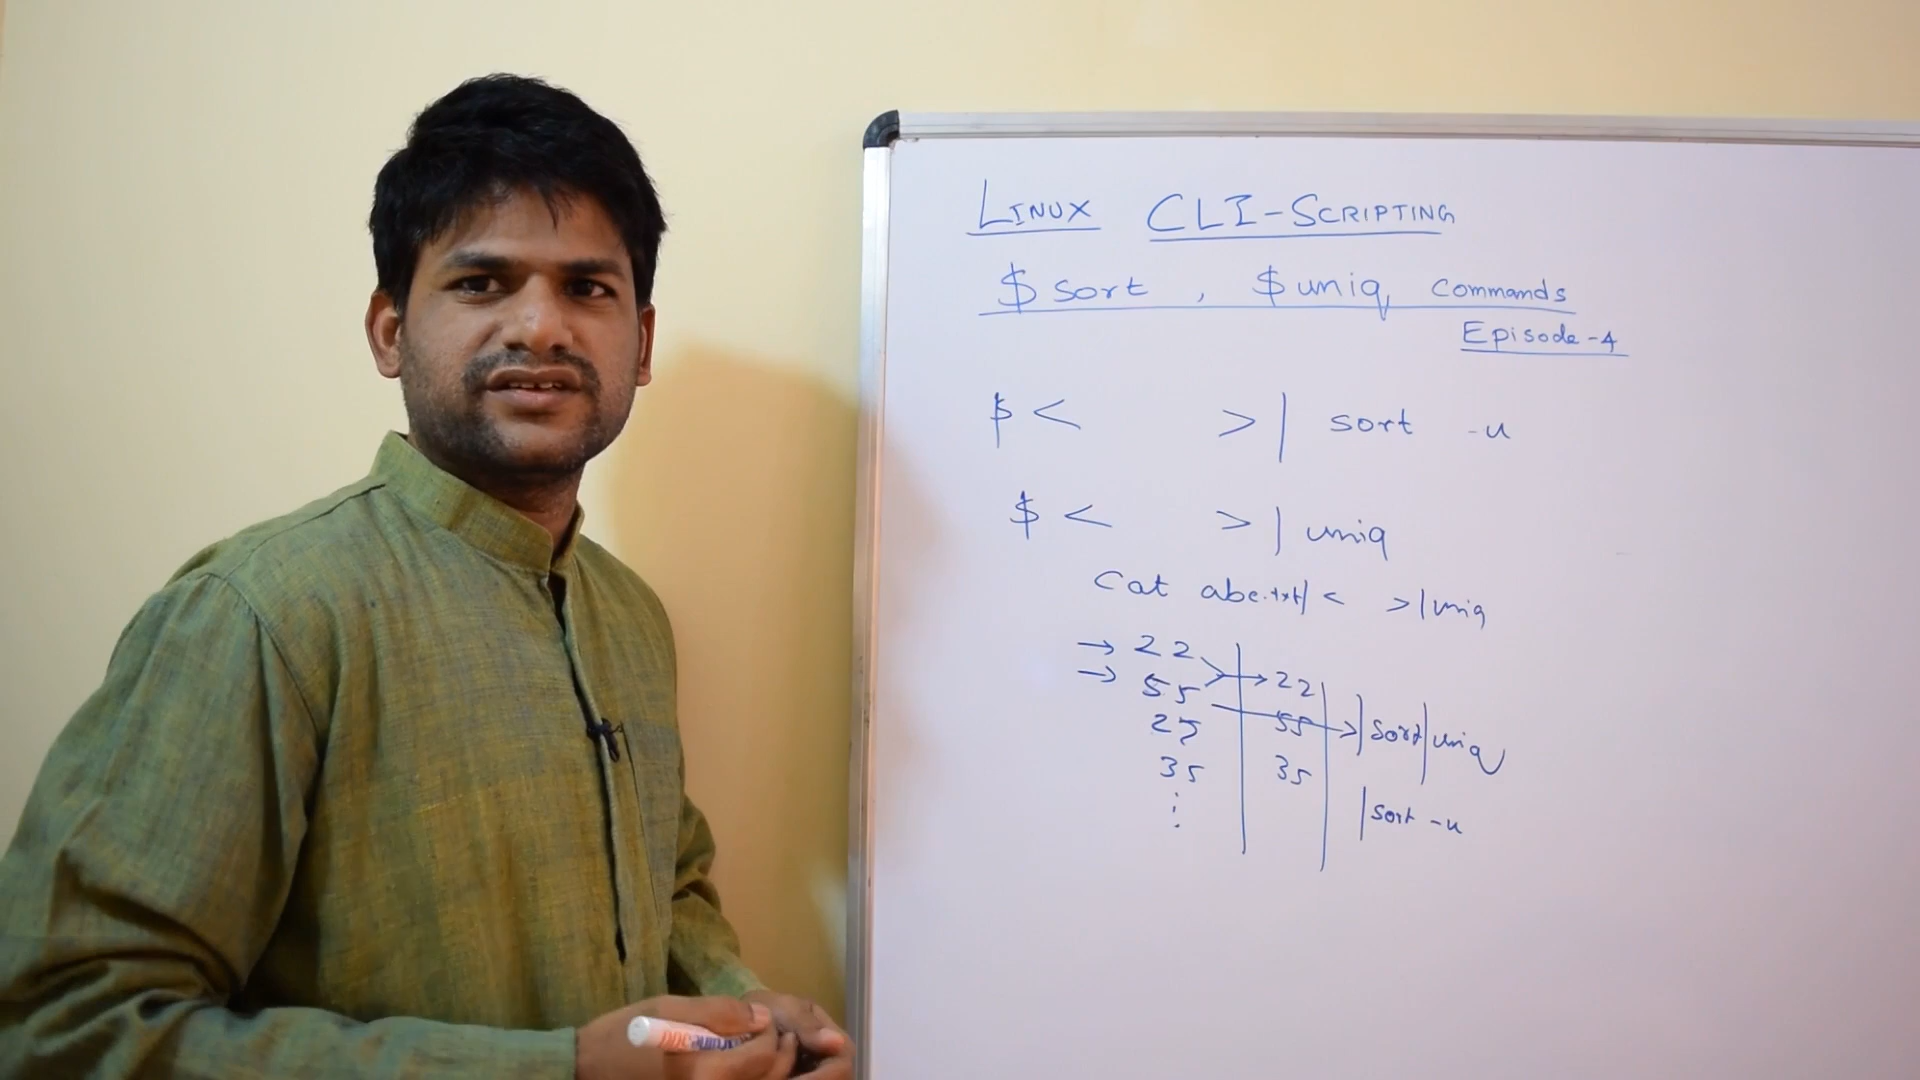 LINUX CLI-SCRIPTING
$ sort , $ uniq commands
Episode-4
$ < > | sort -u
$ < > | uniq
Cat abc.txt | < > | uniq
→ 22 → 22
→ 55 55 → | sort | uniq
25
35 35
⋮ | sort -u